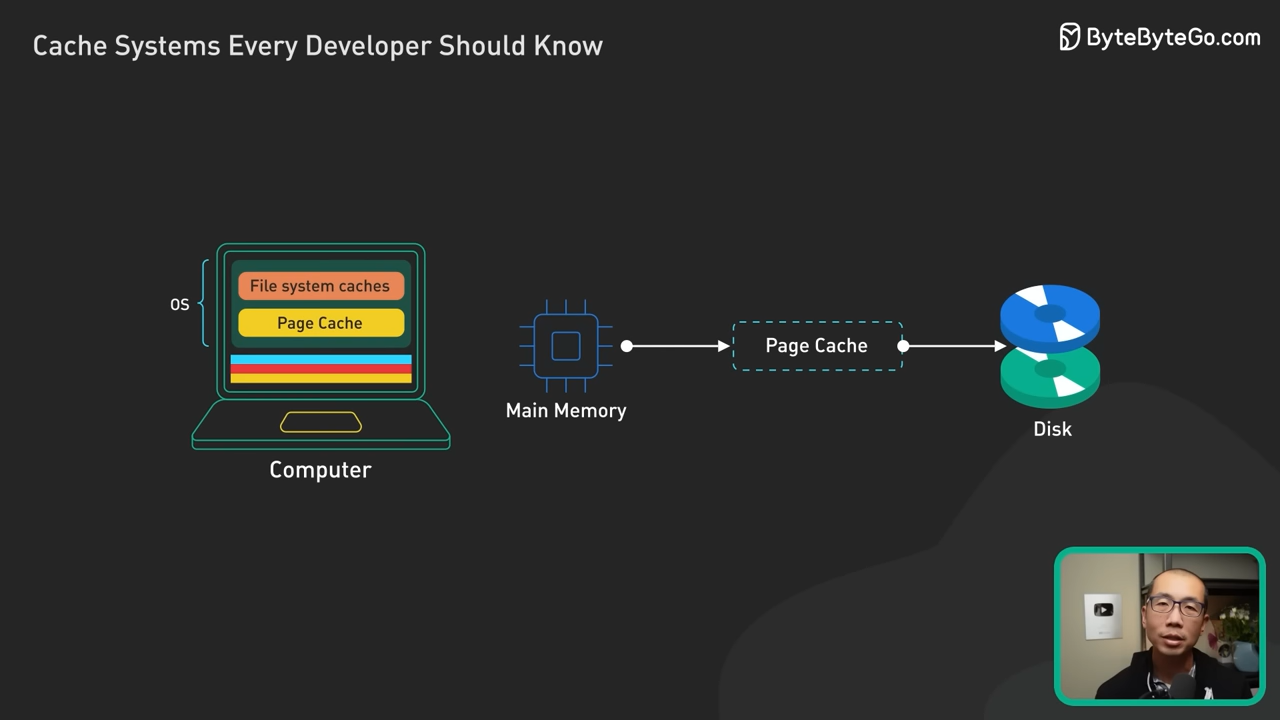 Cache Systems Every Developer Should Know
ByteByteGo.com
OS
File system caches
Page Cache
Computer
Main Memory
Page Cache
Disk